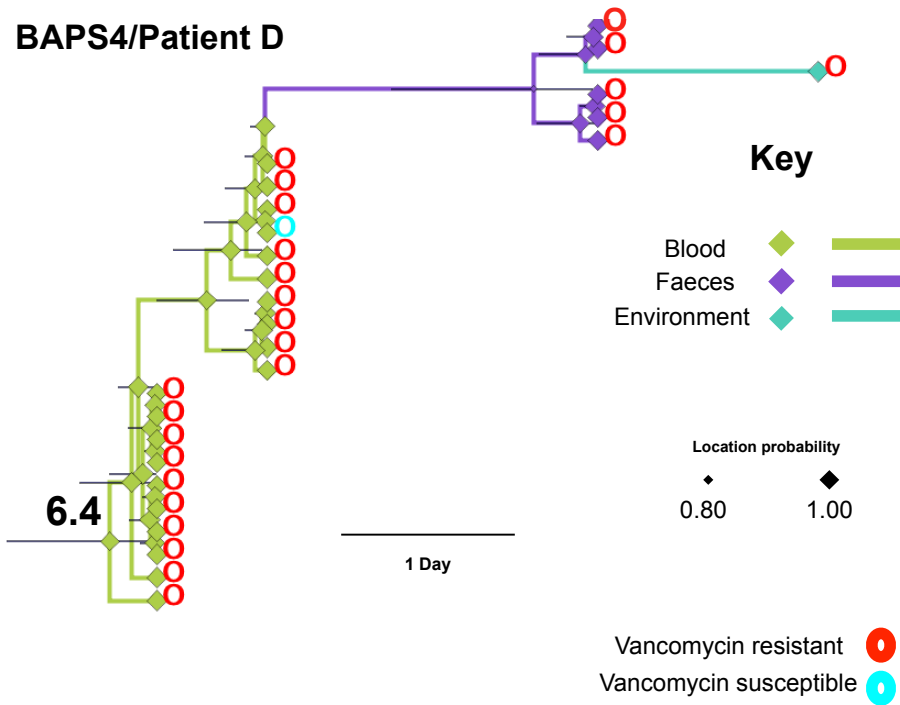 BAPS4/Patient D
Key
Blood
Faeces
Environment
Location probability
0.80 1.00
6.4
1 Day
Vancomycin resistant
Vancomycin susceptible